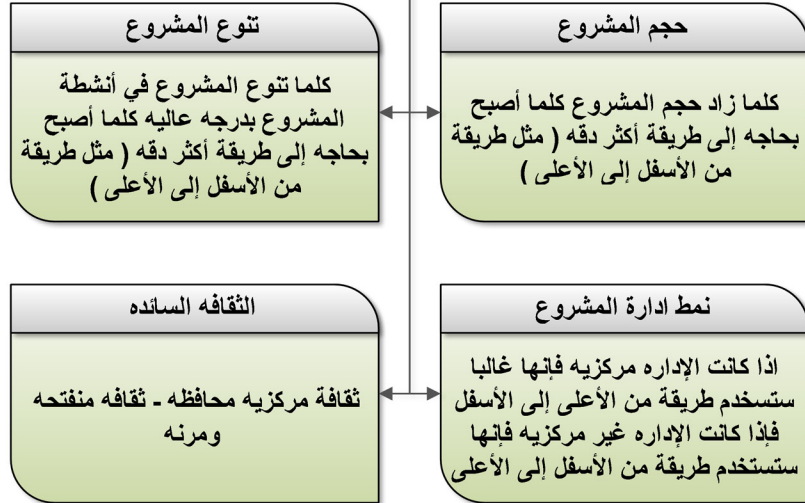 حجم المشروع
كلما زاد حجم المشروع كلما أصبح
بحاجه إلى طريقة أكثر دقه ( مثل طريقة
من الأسفل إلى الأعلى )
تنوع المشروع
كلما تنوع المشروع في أنشطة
المشروع بدرجه عاليه كلما أصبح
بحاجه إلى طريقة أكثر دقه ( مثل طريقة
من الأسفل إلى الأعلى )
نمط ادارة المشروع
اذا كانت الإداره مركزيه فإنها غالبا
ستسخدم طريقة من الأعلى إلى الأسفل
فإذا كانت الإداره غير مركزيه فإنها
ستستخدم طريقة من الأسفل إلى الأعلى
الثقافه السائده
ثقافة مركزيه محافظه - ثقافه منفتحه
ومرنه